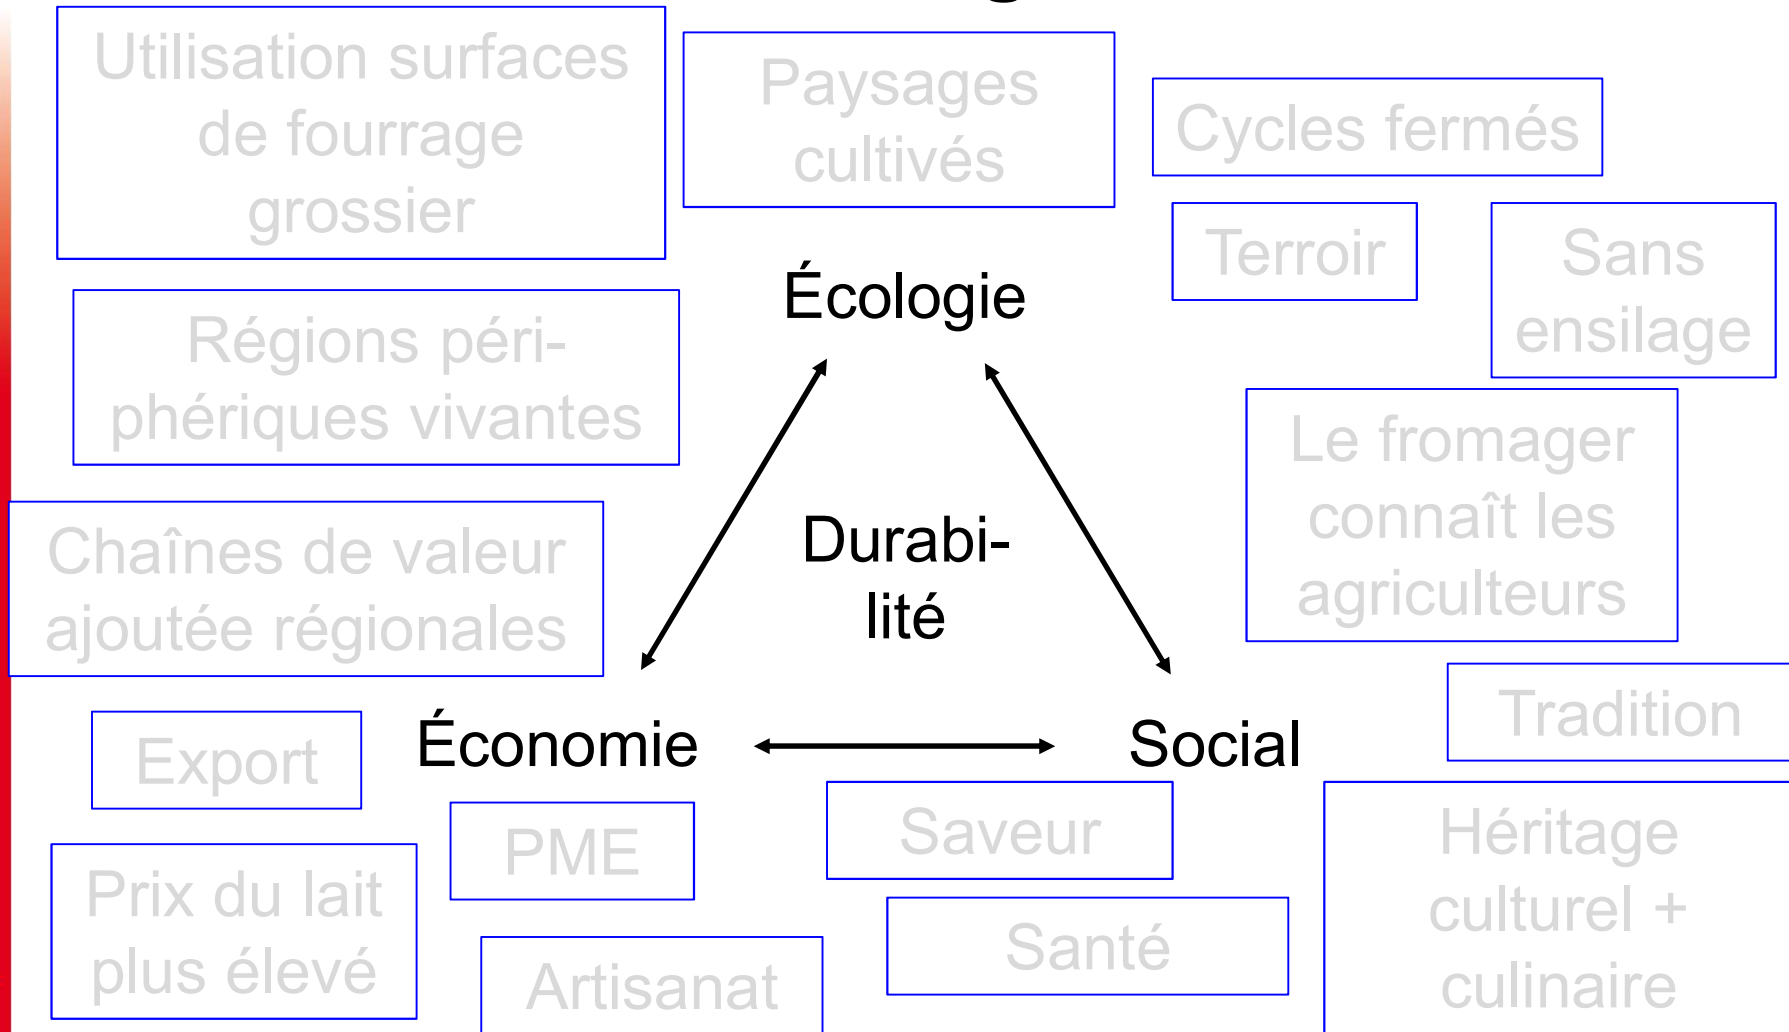 Utilisation surfaces
de fourrage
grossier
Paysages
cultivés
Cycles fermés
Terroir
Sans
ensilage
Écologie
Régions péri-
phériques vivantes
Le fromager
connaît les
agriculteurs
Chaînes de valeur
ajoutée régionales
Durabi-
lité
Tradition
Export
Économie
Social
Prix du lait
plus élevé
PME
Saveur
Héritage
culturel +
culinaire
Artisanat
Santé